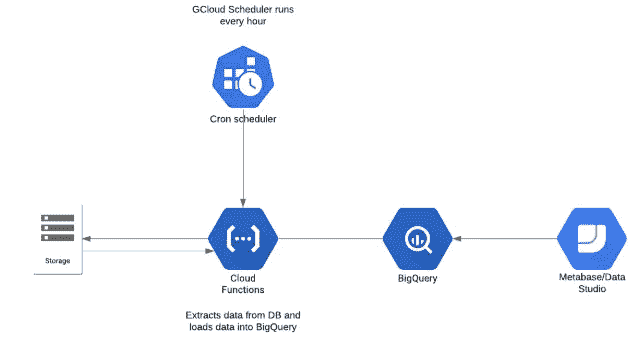 GCloud Scheduler runs
every hour
Cron scheduler
Storage
Cloud
Functions
BigQuery
Metabase/Data
Studio
Extracts data from DB and
loads data into BigQuery